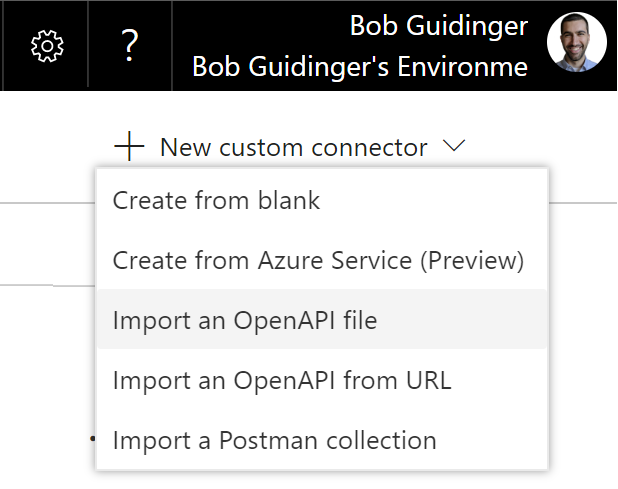 ?
Bob Guidinger
Bob Guidinger's Environme
+ New custom connector
Create from blank
Create from Azure Service (Preview)
Import an OpenAPI file
Import an OpenAPI from URL
Import a Postman collection